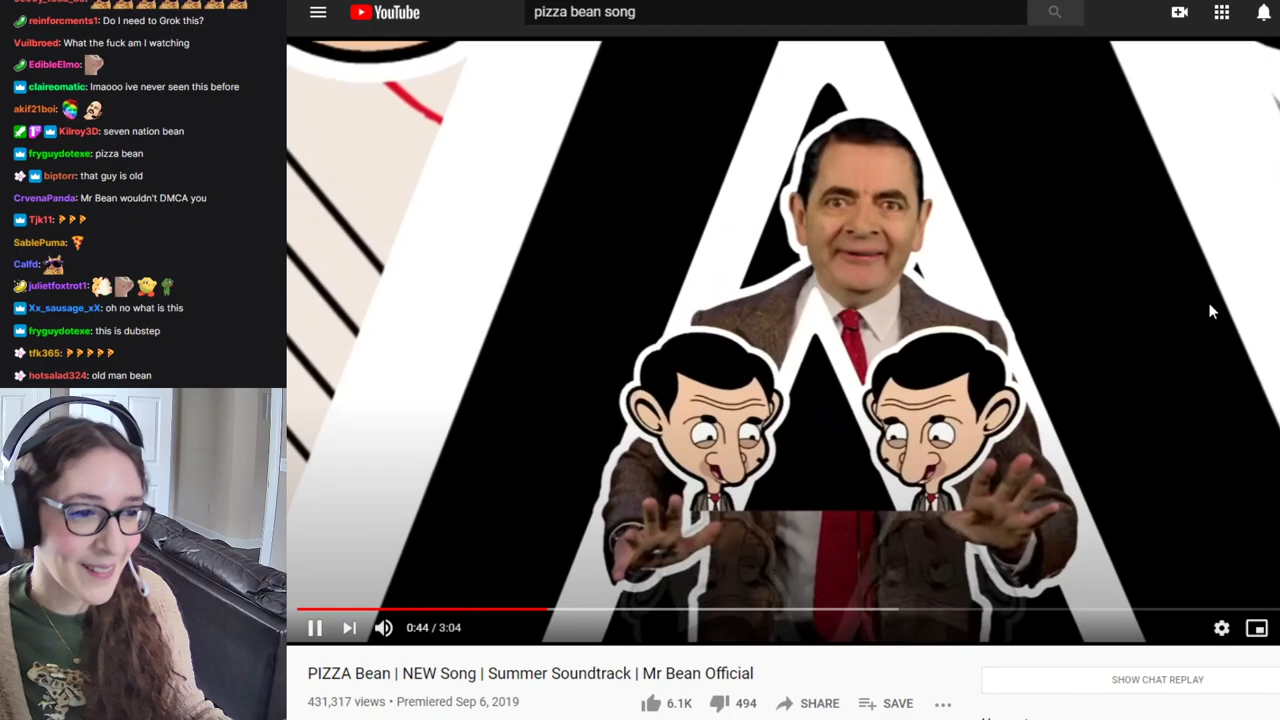 reinforcments1: Do I need to Grok this?
Vuilbroed: What the fuck am I watching
EdibleElmo:
claireomatic: lmaooo ive never seen this before
akif21boi:
Kilroy3D: seven nation bean
fryguydotexe: pizza bean
biptorr: that guy is old
CrvenaPanda: Mr Bean wouldn't DMCA you
Tjk11:
SablePuma:
Calfd:
julietfoxtrot1:
Xx_sausage_xX: oh no what is this
fryguydotexe: this is dubstep
tfk365:
hotsalad324: old man bean
YouTube
pizza bean song
0:44 / 3:04
PIZZA Bean | NEW Song | Summer Soundtrack | Mr Bean Official
431,317 views • Premiered Sep 6, 2019
6.1K
494
SHARE
SAVE
SHOW CHAT REPLAY